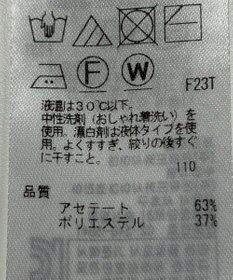 F W
F23T
液温は30℃以下。
中性洗剤(おしゃれ着洗い)を
使用。漂白剤は液体タイプを使
用。よくすすぎ、絞りの後すぐ
に干すこと。
110
品質
アセテート 63%
ポリエステル 37%